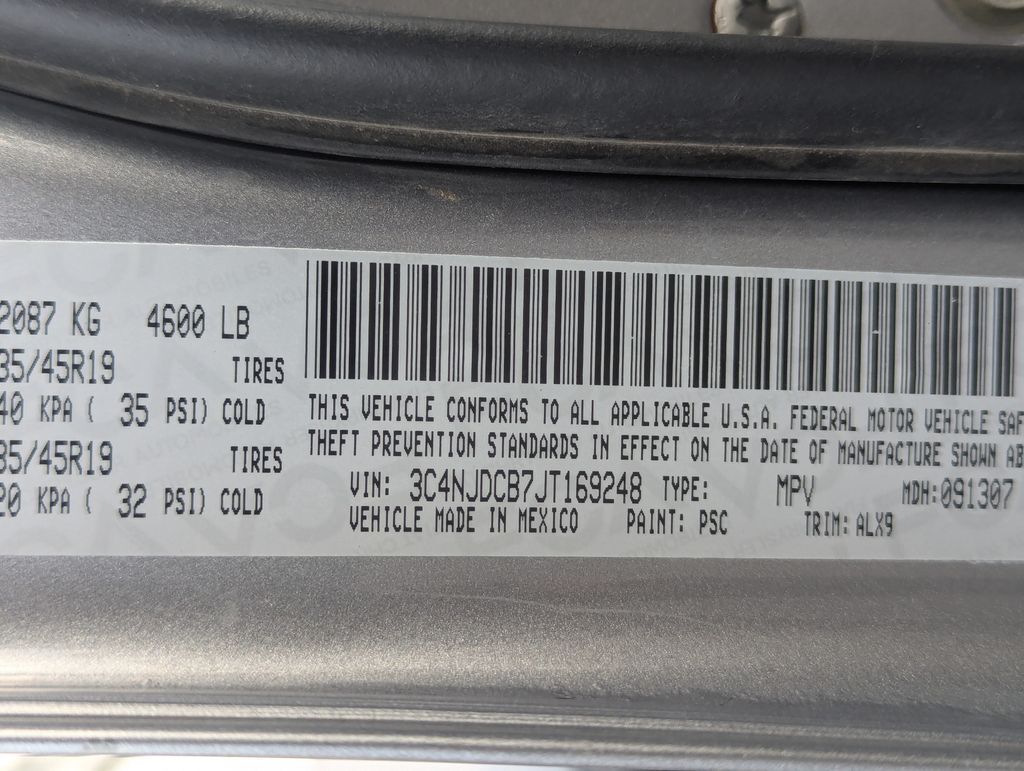 2087 KG 4600 LB
35/45R19 TIRES
40 KPA ( 35 PSI) COLD
35/45R19 TIRES
20 KPA ( 32 PSI) COLD
THIS VEHICLE CONFORMS TO ALL APPLICABLE U.S.A. FEDERAL MOTOR VEHICLE SAF
THEFT PREVENTION STANDARDS IN EFFECT ON THE DATE OF MANUFACTURE SHOWN AB
VIN: 3C4NJDCB7JT169248 TYPE: MPV MDH: 091307
VEHICLE MADE IN MEXICO PAINT: PSC TRIM: ALX9